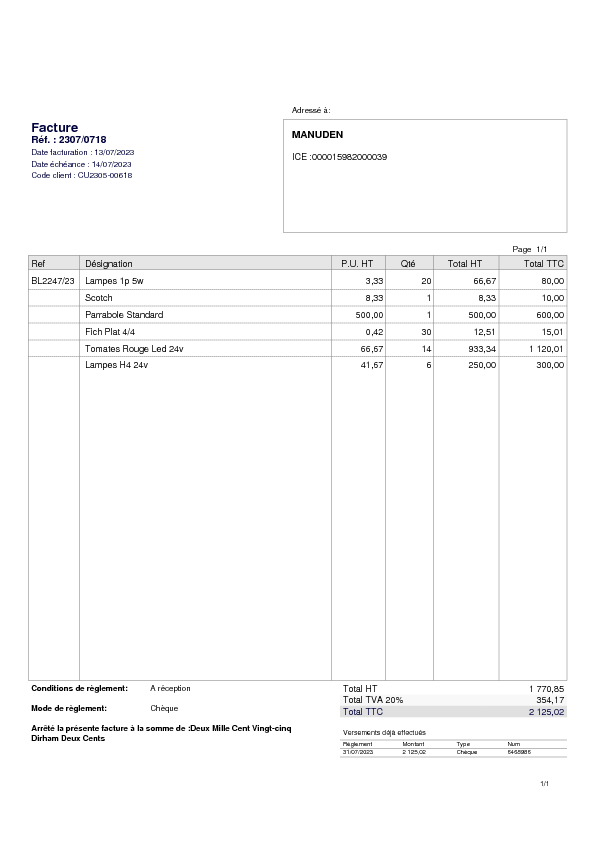 Adressé à:
Facture
Réf. : 2307/0718
Date facturation : 13/07/2023
Date échéance : 14/07/2023
Code client : CU2305-00618
MANUDEN
ICE :000015982000039
Page 1/1
Ref Désignation P.U. HT Qté Total HT Total TTC
BL2247/23 Lampes 1p 5w 3,33 20 66,67 80,00
Scotch 8,33 1 8,33 10,00
Parrabole Standard 500,00 1 500,00 600,00
Fich Plat 4/4 0,42 30 12,51 15,01
Tomates Rouge Led 24v 66,67 14 933,34 1 120,01
Lampes H4 24v 41,67 6 250,00 300,00
Conditions de règlement: A réception
Total HT 1 770,85
Total TVA 20% 354,17
Mode de règlement: Chèque
Total TTC 2 125,02
Arrêté la présente facture à la somme de :Deux Mille Cent Vingt-cinq
Dirham Deux Cents
Versements déjà effectués
Règlement Montant Type Num
31/07/2023 2 125,02 Chèque
1/1